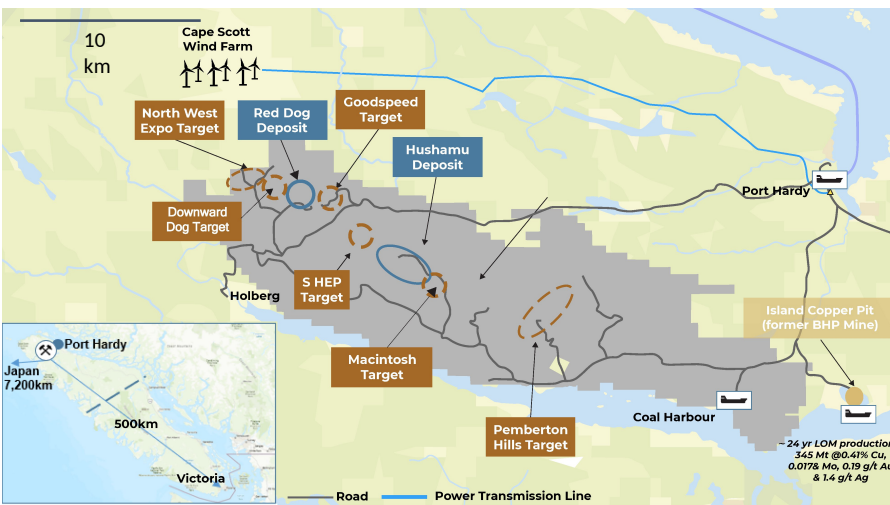 10
km
Cape Scott
Wind Farm
North West
Expo Target
Red Dog
Deposit
Goodspeed
Target
Hushamu
Deposit
Port Hardy
Downward
Dog Target
S HEP
Target
Holberg
Island Copper Pit
(former BHP Mine)
Macintosh
Target
Port Hardy
Japan
7,200km
500km
Victoria
Coal Harbour
Pemberton
Hills Target
~ 24 yr LOM production
345 Mt @0.41% Cu,
0.017& Mo, 0.19 g/t Au
& 1.4 g/t Ag
Road
Power Transmission Line